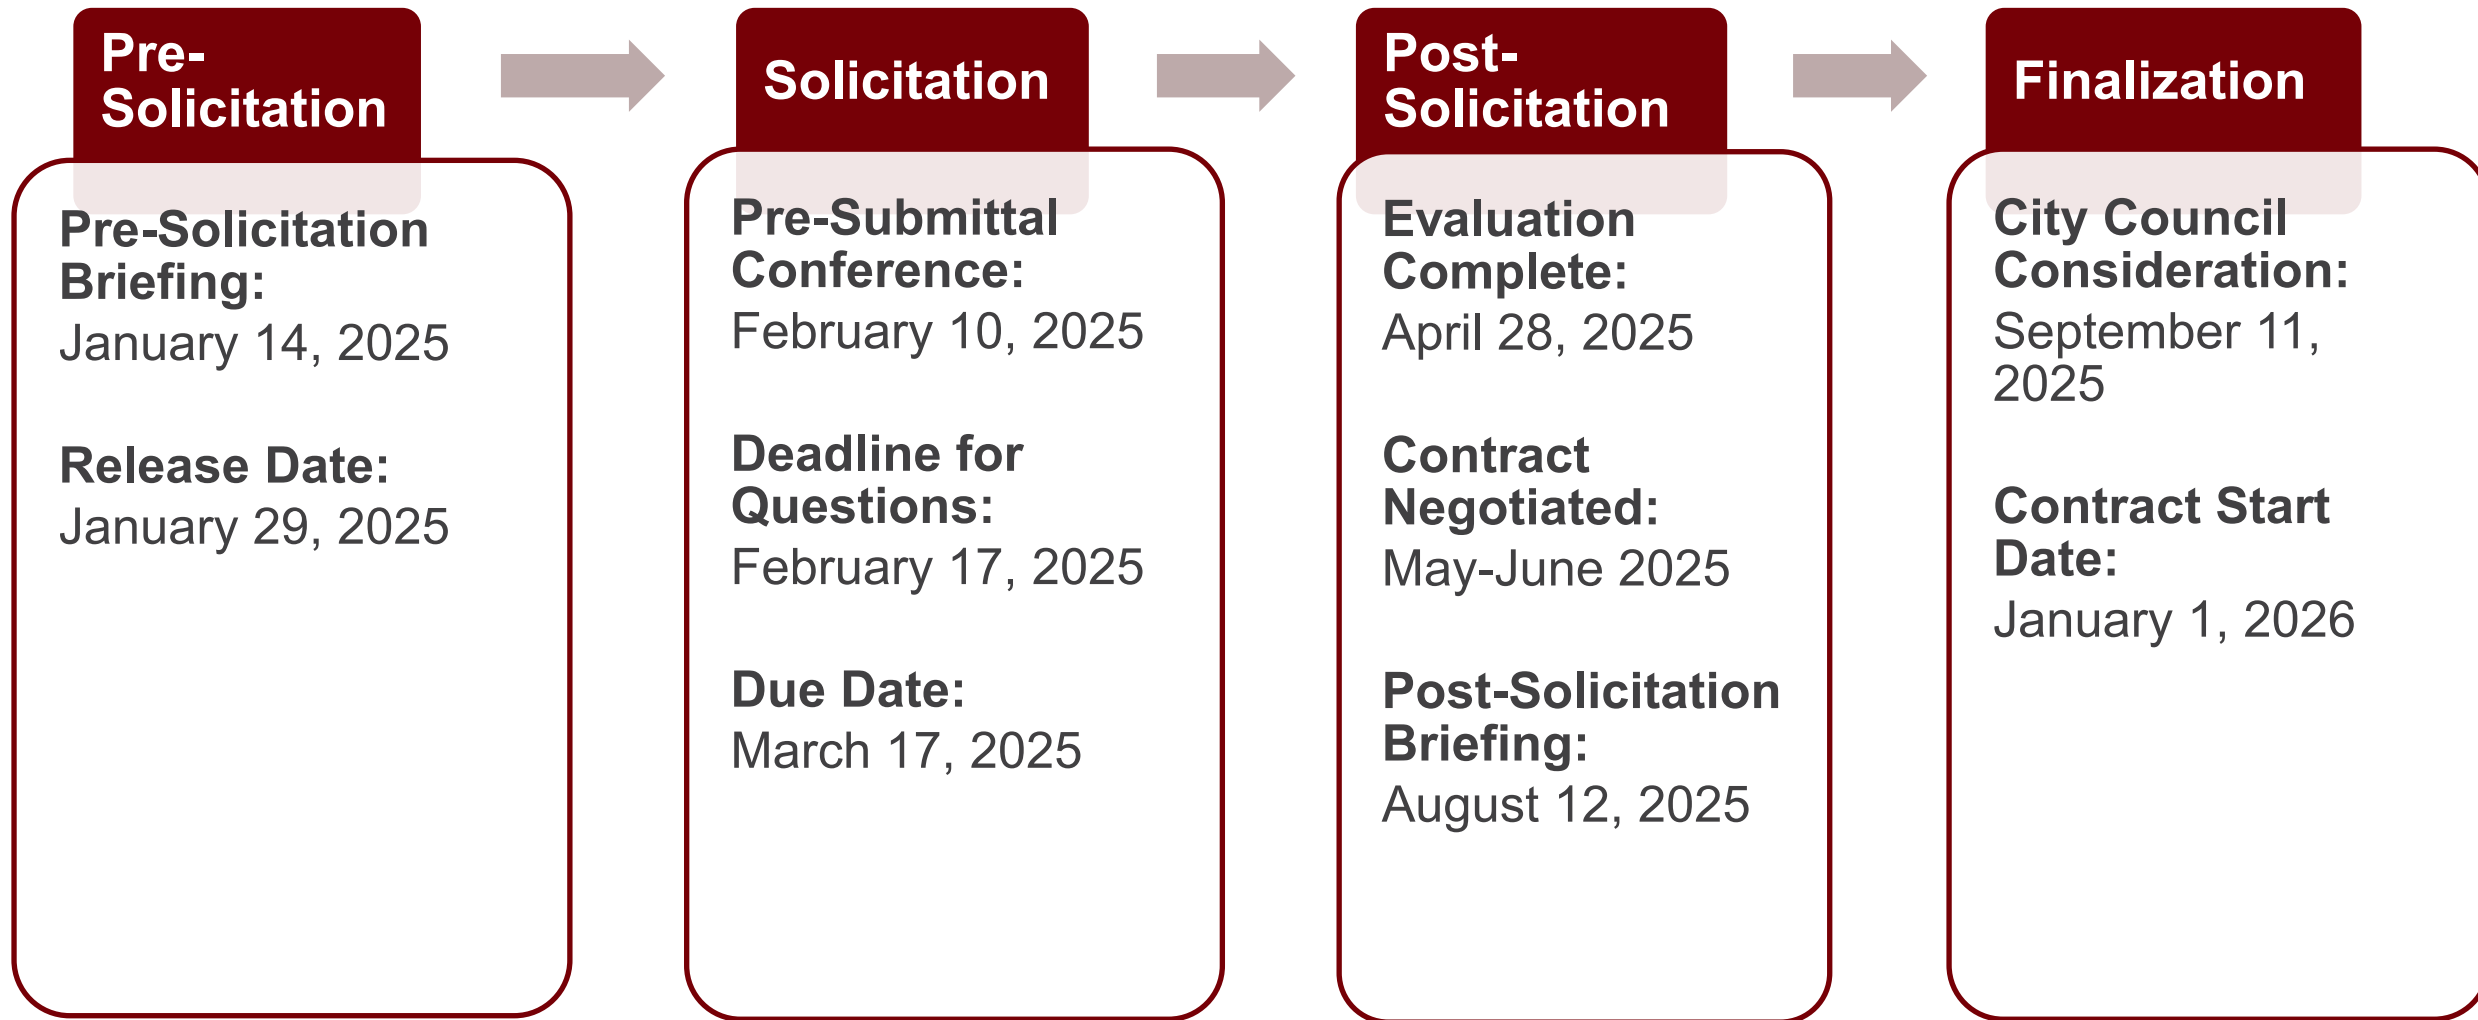 Pre-
Solicitation
Pre-Solicitation
Briefing:
January 14, 2025
Release Date:
January 29, 2025
Solicitation
Pre-Submittal
Conference:
February 10, 2025
Deadline for
Questions:
February 17, 2025
Due Date:
March 17, 2025
Post-
Solicitation
Evaluation
Complete:
April 28, 2025
Contract
Negotiated:
May-June 2025
Post-Solicitation
Briefing:
August 12, 2025
Finalization
City Council
Consideration:
September 11,
2025
Contract Start
Date:
January 1, 2026